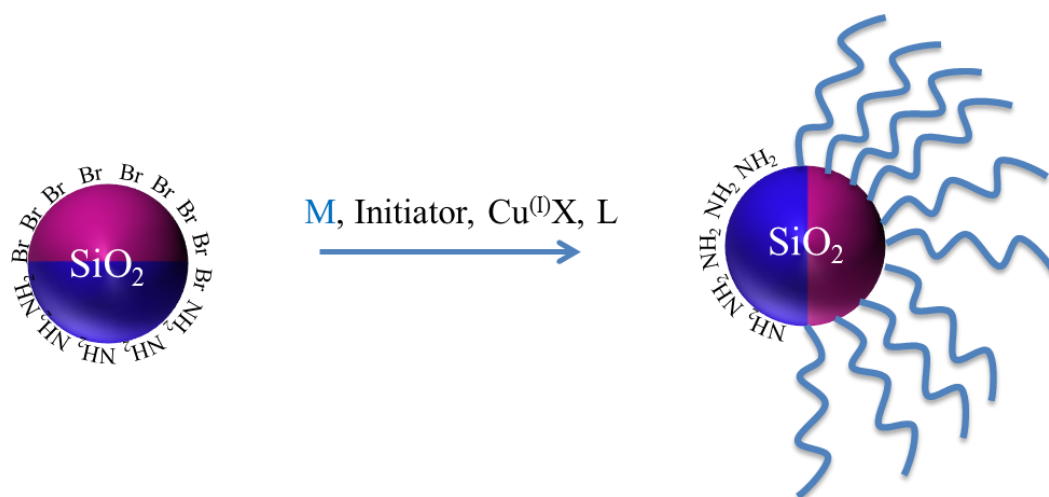 Br Br Br Br Br Br Br Br Br
SiO₂
NH₂ NH₂ NH₂ NH₂ NH₂ NH₂
M, Initiator, Cu⁽ᴵ⁾X, L
NH₂ NH₂ NH₂ NH₂ NH₂
SiO₂